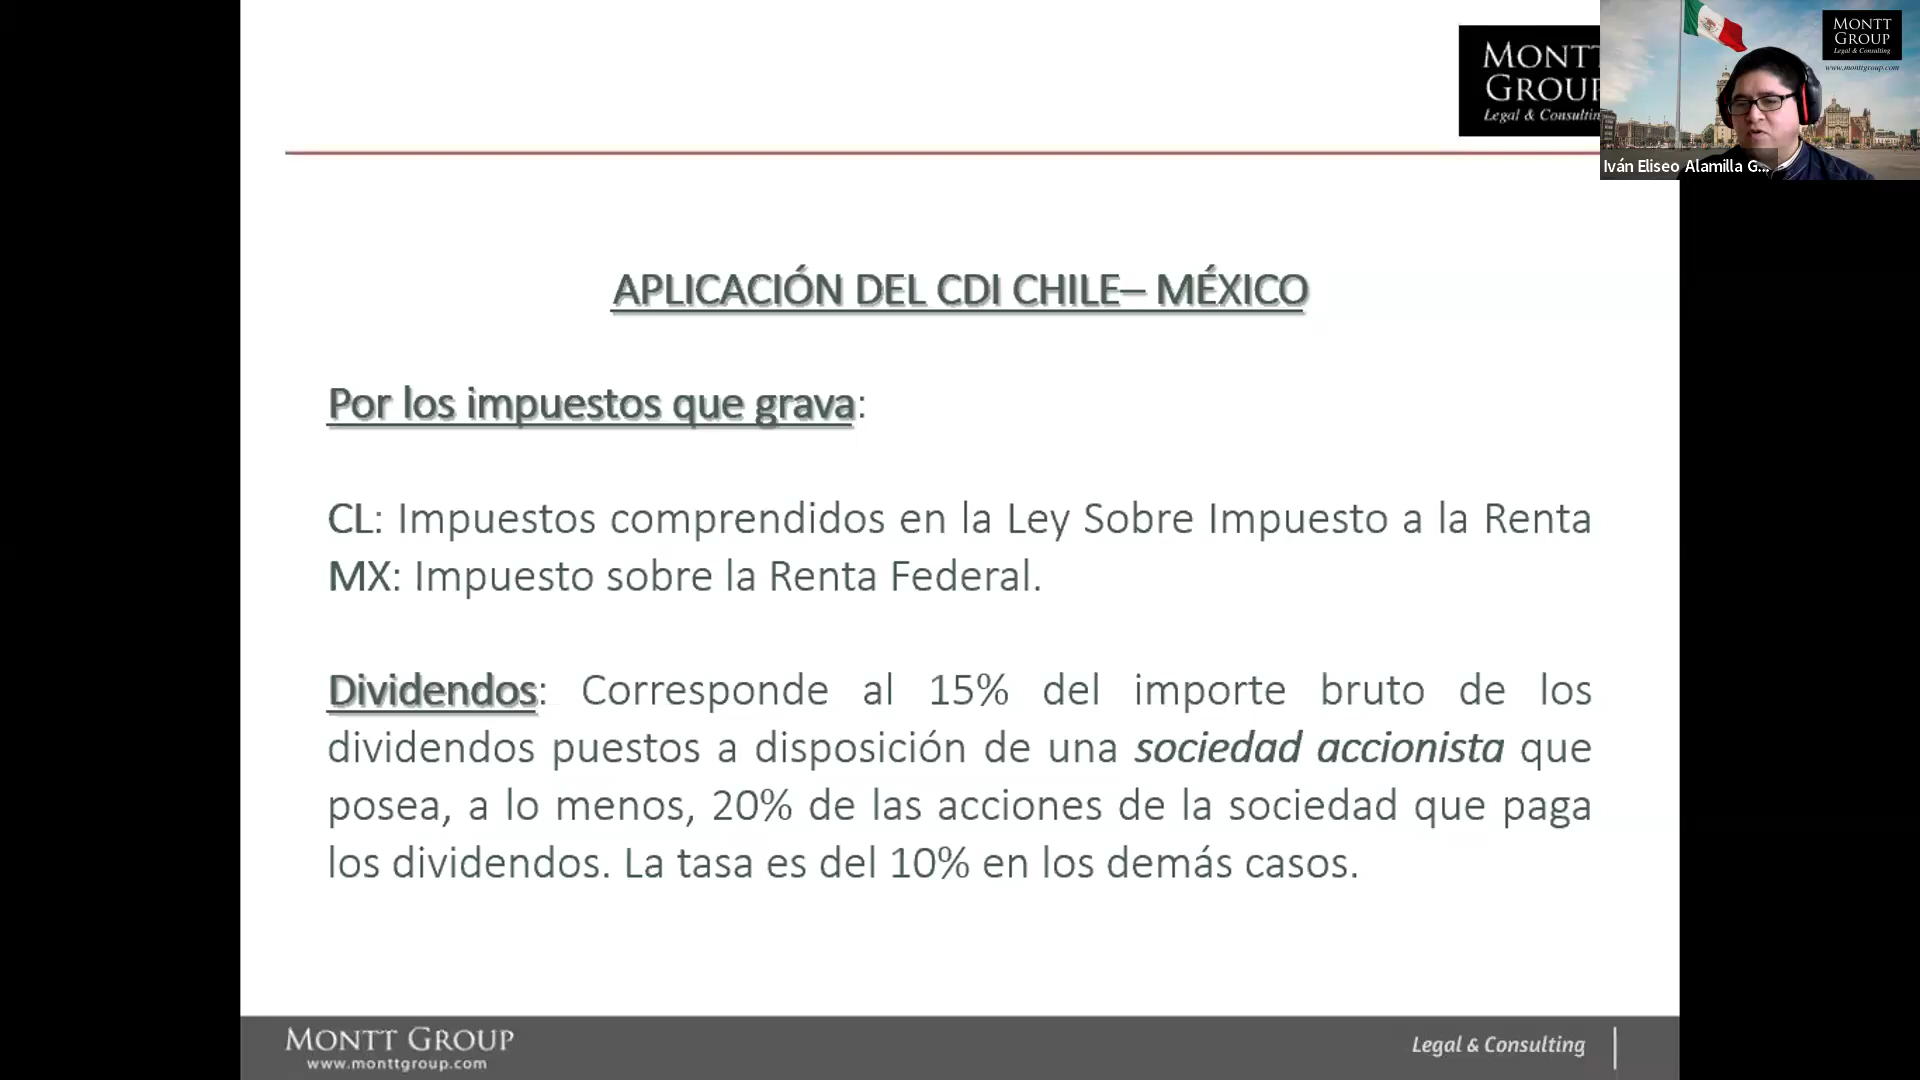 MONTT
GROUP
Legal & Consulting
www.monttgroup.com
Iván Eliseo Alamilla G...
APLICACIÓN DEL CDI CHILE– MÉXICO
Por los impuestos que grava:
CL: Impuestos comprendidos en la Ley Sobre Impuesto a la Renta
MX: Impuesto sobre la Renta Federal.
Dividendos: Corresponde al 15% del importe bruto de los
dividendos puestos a disposición de una sociedad accionista que
posea, a lo menos, 20% de las acciones de la sociedad que paga
los dividendos. La tasa es del 10% en los demás casos.
MONTT GROUP
www.monttgroup.com
Legal & Consulting